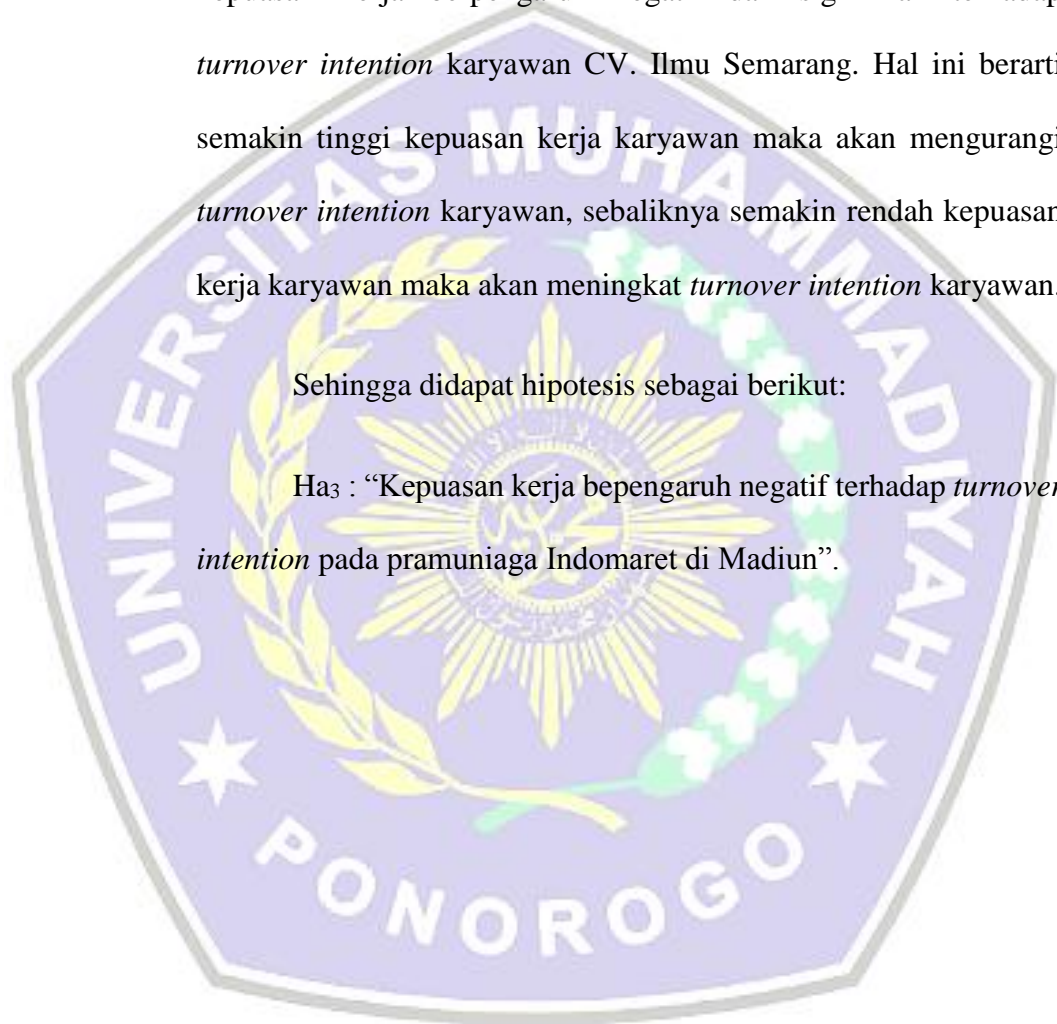 turnover intention karyawan CV. Ilmu Semarang. Hal ini berarti
semakin tinggi kepuasan kerja karyawan maka akan mengurangi
turnover intention karyawan, sebaliknya semakin rendah kepuasan
kerja karyawan maka akan meningkat turnover intention karyawan.
Sehingga didapat hipotesis sebagai berikut:
Ha3 : “Kepuasan kerja bepengaruh negatif terhadap turnover
intention pada pramuniaga Indomaret di Madiun”.
UNIVERSITAS MUHAMMADIYAH
PONOROGO